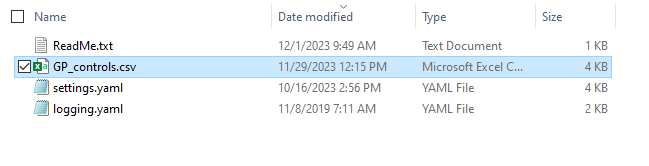 Name Date modified Type Size
ReadMe.txt 12/1/2023 9:49 AM Text Document 1 KB
GP_controls.csv 11/29/2023 12:15 PM Microsoft Excel C... 4 KB
settings.yaml 10/16/2023 2:56 PM YAML File 4 KB
logging.yaml 11/8/2019 7:11 AM YAML File 2 KB